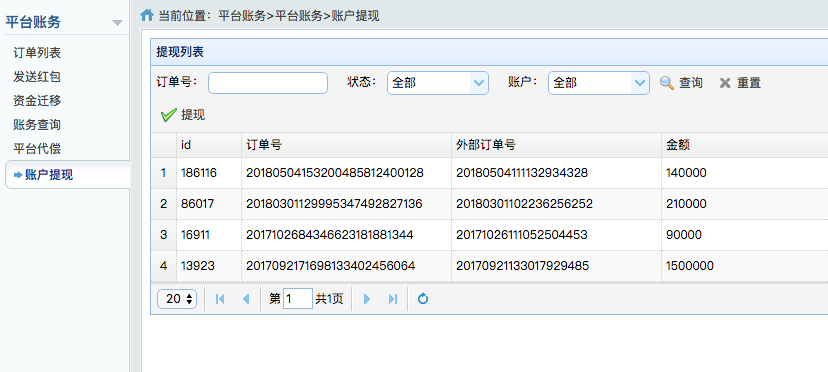 平台账务
订单列表
发送红包
资金迁移
账务查询
平台代偿
账户提现
当前位置：平台账务>平台账务>账户提现
提现列表
订单号： 状态： 全部 账户： 全部 查询 重置
提现
id 订单号 外部订单号 金额
1 186116 20180504153200485812400128 20180504111132934328 140000
2 86017 20180301129995347492827136 20180301102236256252 210000
3 16911 2017102684346623181881344 20171026111052504453 90000
4 13923 2017092171698133402456064 20170921133017929485 1500000
20 第 1 共1页